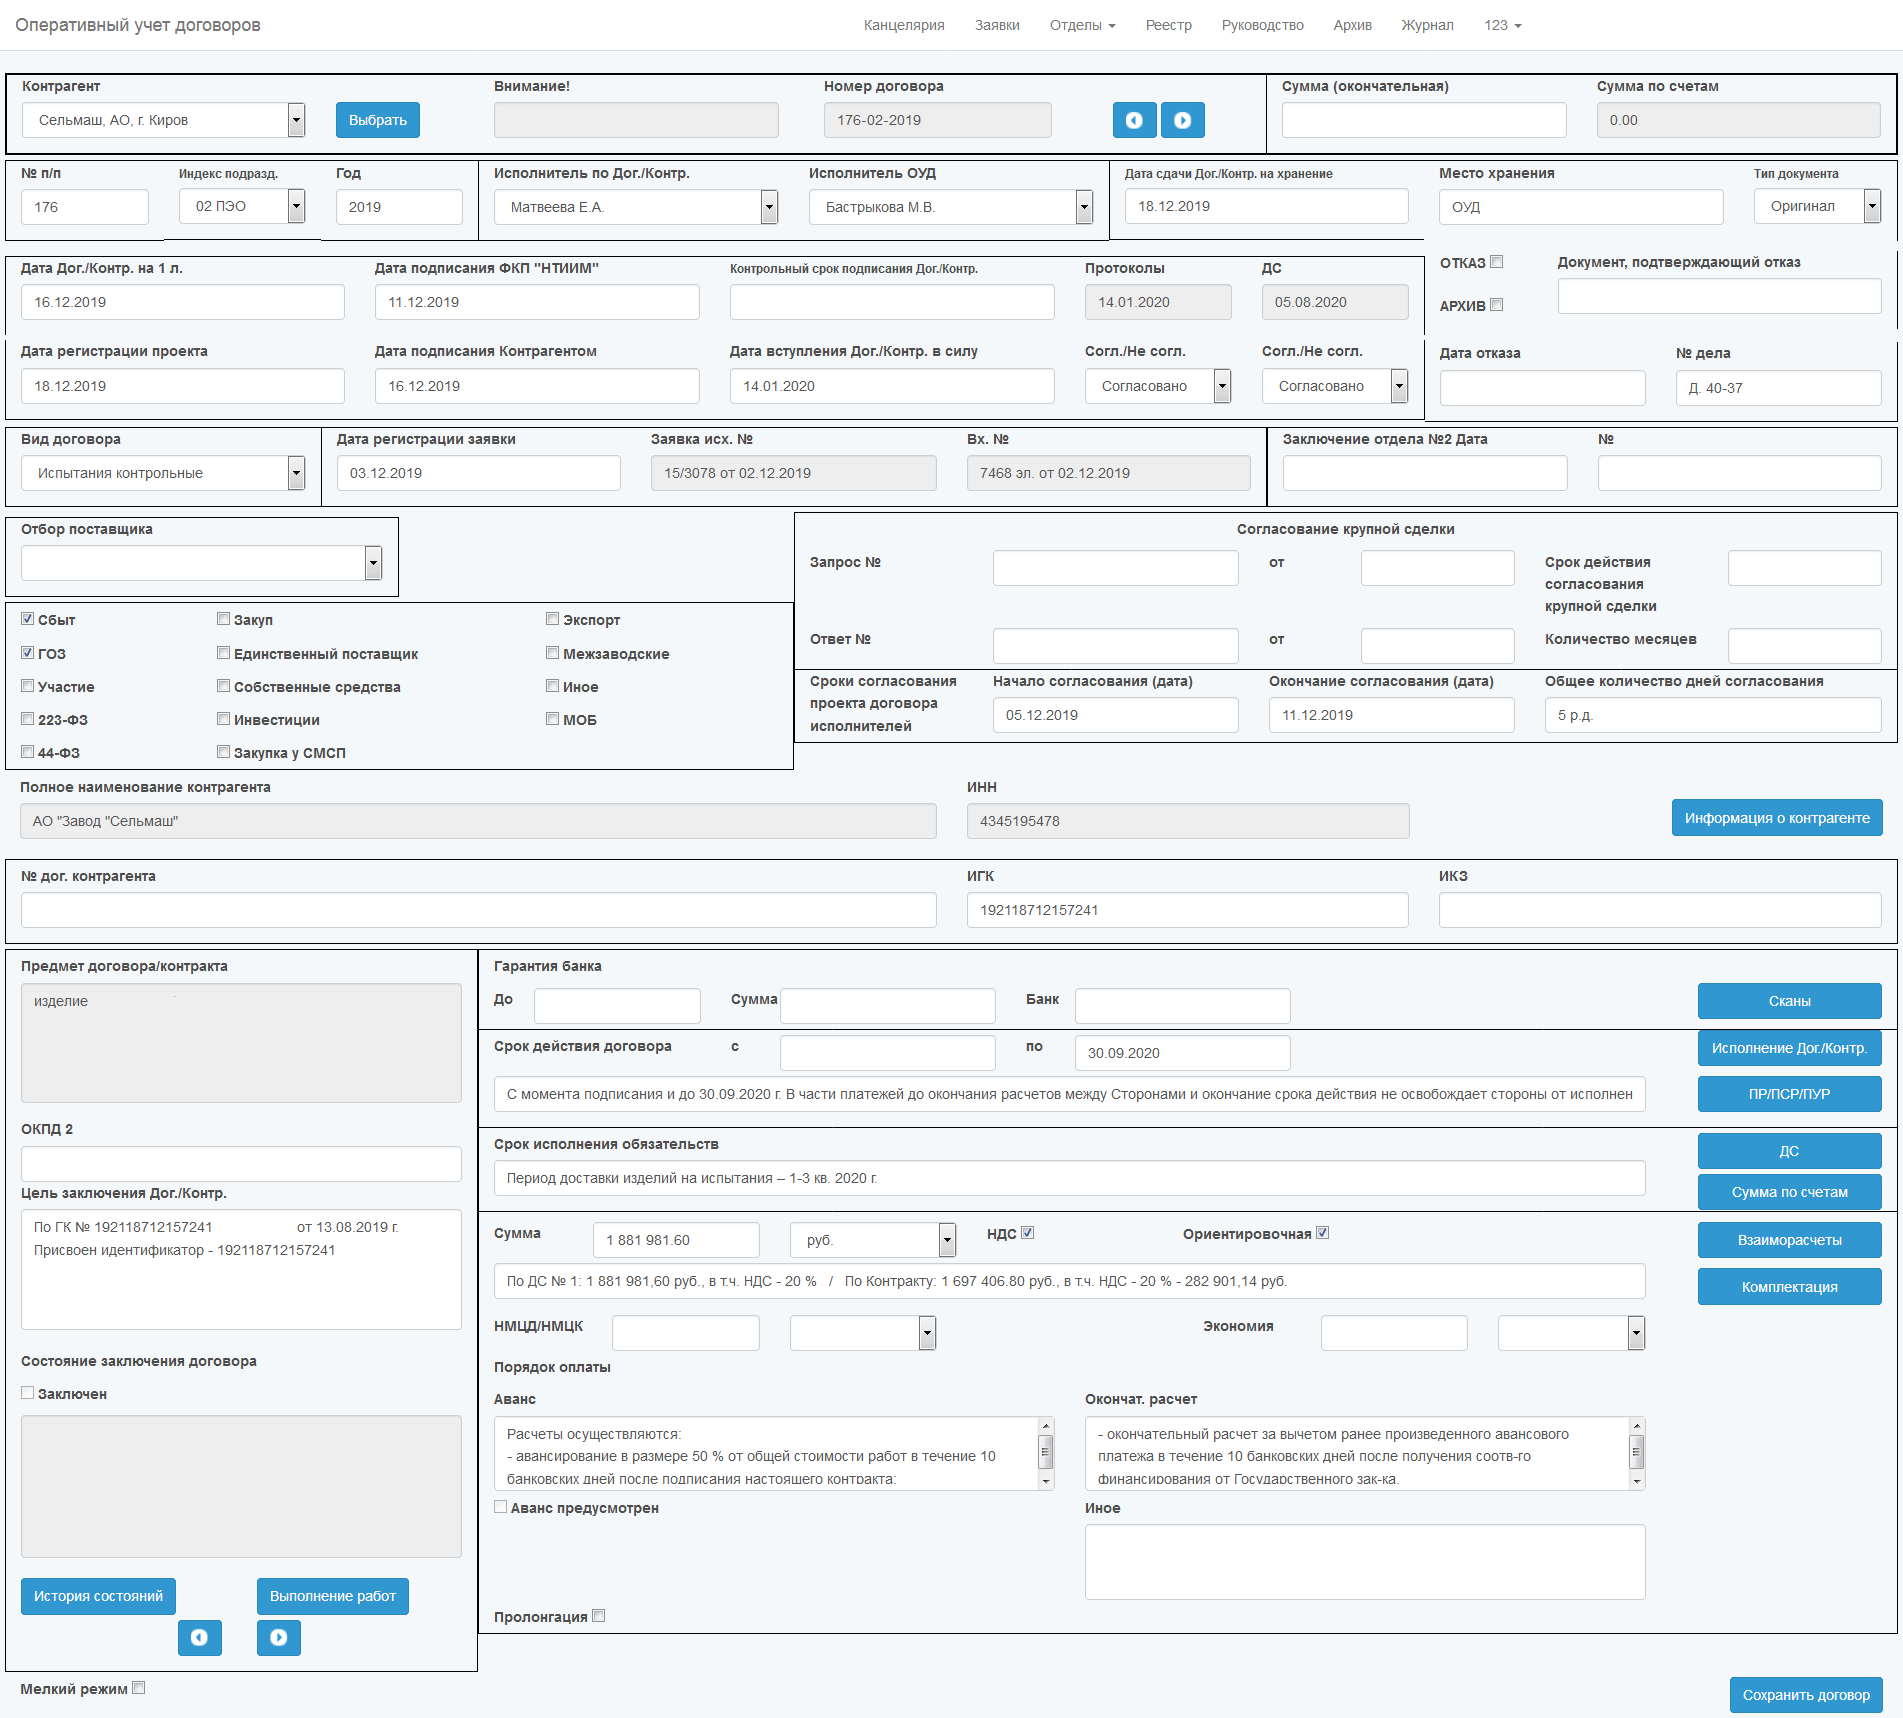 Оперативный учет договоров
Канцелярия Заявки Отделы Реестр Руководство Архив Журнал 123
Контрагент Внимание! Номер договора Сумма (окончательная) Сумма по счетам
Сельмаш, АО, г. Киров Выбрать 176-02-2019 0.00
№ п/п Индекс подразд. Год Исполнитель по Дог./Контр. Исполнитель ОУД Дата сдачи Дог./Контр. на хранение Место хранения Тип документа
176 02 ПЭО 2019 Матвеева Е.А. Бастрыкова М.В. 18.12.2019 ОУД Оригинал
Дата Дог./Контр. на 1 л. Дата подписания ФКП "НТИИМ" Контрольный срок подписания Дог./Контр. Протоколы ДС ОТКАЗ Документ, подтверждающий отказ
16.12.2019 11.12.2019 14.01.2020 05.08.2020
АРХИВ
Дата регистрации проекта Дата подписания Контрагентом Дата вступления Дог./Контр. в силу Согл./Не согл. Согл./Не согл. Дата отказа № дела
18.12.2019 16.12.2019 14.01.2020 Согласовано Согласовано Д. 40-37
Вид договора Дата регистрации заявки Заявка исх. № Вх. № Заключение отдела №2 Дата №
Испытания контрольные 03.12.2019 15/3078 от 02.12.2019 7468 эл. от 02.12.2019
Отбор поставщика
Согласование крупной сделки
Запрос № от Срок действия
согласования
крупной сделки
Ответ № от Количество месяцев
Сбыт Закуп Экспорт
ГОЗ Единственный поставщик Межзаводские
Участие Собственные средства Иное
223-ФЗ Инвестиции МОБ
44-ФЗ Закупка у СМСП
Сроки согласования Начало согласования (дата) Окончание согласования (дата) Общее количество дней согласования
проекта договора 05.12.2019 11.12.2019 5 р.д.
исполнителей
Полное наименование контрагента ИНН
АО "Завод "Сельмаш" 4345195478 Информация о контрагенте
№ дог. контрагента ИГК ИКЗ
192118712157241
Предмет договора/контракта
изделие
ОКПД 2
Цель заключения Дог./Контр.
По ГК № 192118712157241 от 13.08.2019 г.
Присвоен идентификатор - 192118712157241
Состояние заключения договора
Заключен
История состояний Выполнение работ
Гарантия банка
До Сумма Банк Сканы
Срок действия договора с по 30.09.2020 Исполнение Дог./Контр.
С момента подписания и до 30.09.2020 г. В части платежей до окончания расчетов между Сторонами и окончание срока действия не освобождает стороны от исполнен ПР/ПСР/ПУР
Срок исполнения обязательств ДС
Период доставки изделий на испытания – 1-3 кв. 2020 г. Сумма по счетам
Сумма 1 881 981.60 руб. НДС Ориентировочная Взаиморасчеты
По ДС № 1: 1 881 981,60 руб., в т.ч. НДС - 20 % / По Контракту: 1 697 406.80 руб., в т.ч. НДС - 20 % - 282 901,14 руб. Комплектация
НМЦД/НМЦК Экономия
Порядок оплаты
Аванс Окончат. расчет
Расчеты осуществляются:
- авансирование в размере 50 % от общей стоимости работ в течение 10
банковских дней после подписания настоящего контракта;
- окончательный расчет за вычетом ранее произведенного авансового
платежа в течение 10 банковских дней после получения соотв-го
финансирования от Государственного зак-ка.
Аванс предусмотрен Иное
Пролонгация
Мелкий режим Сохранить договор